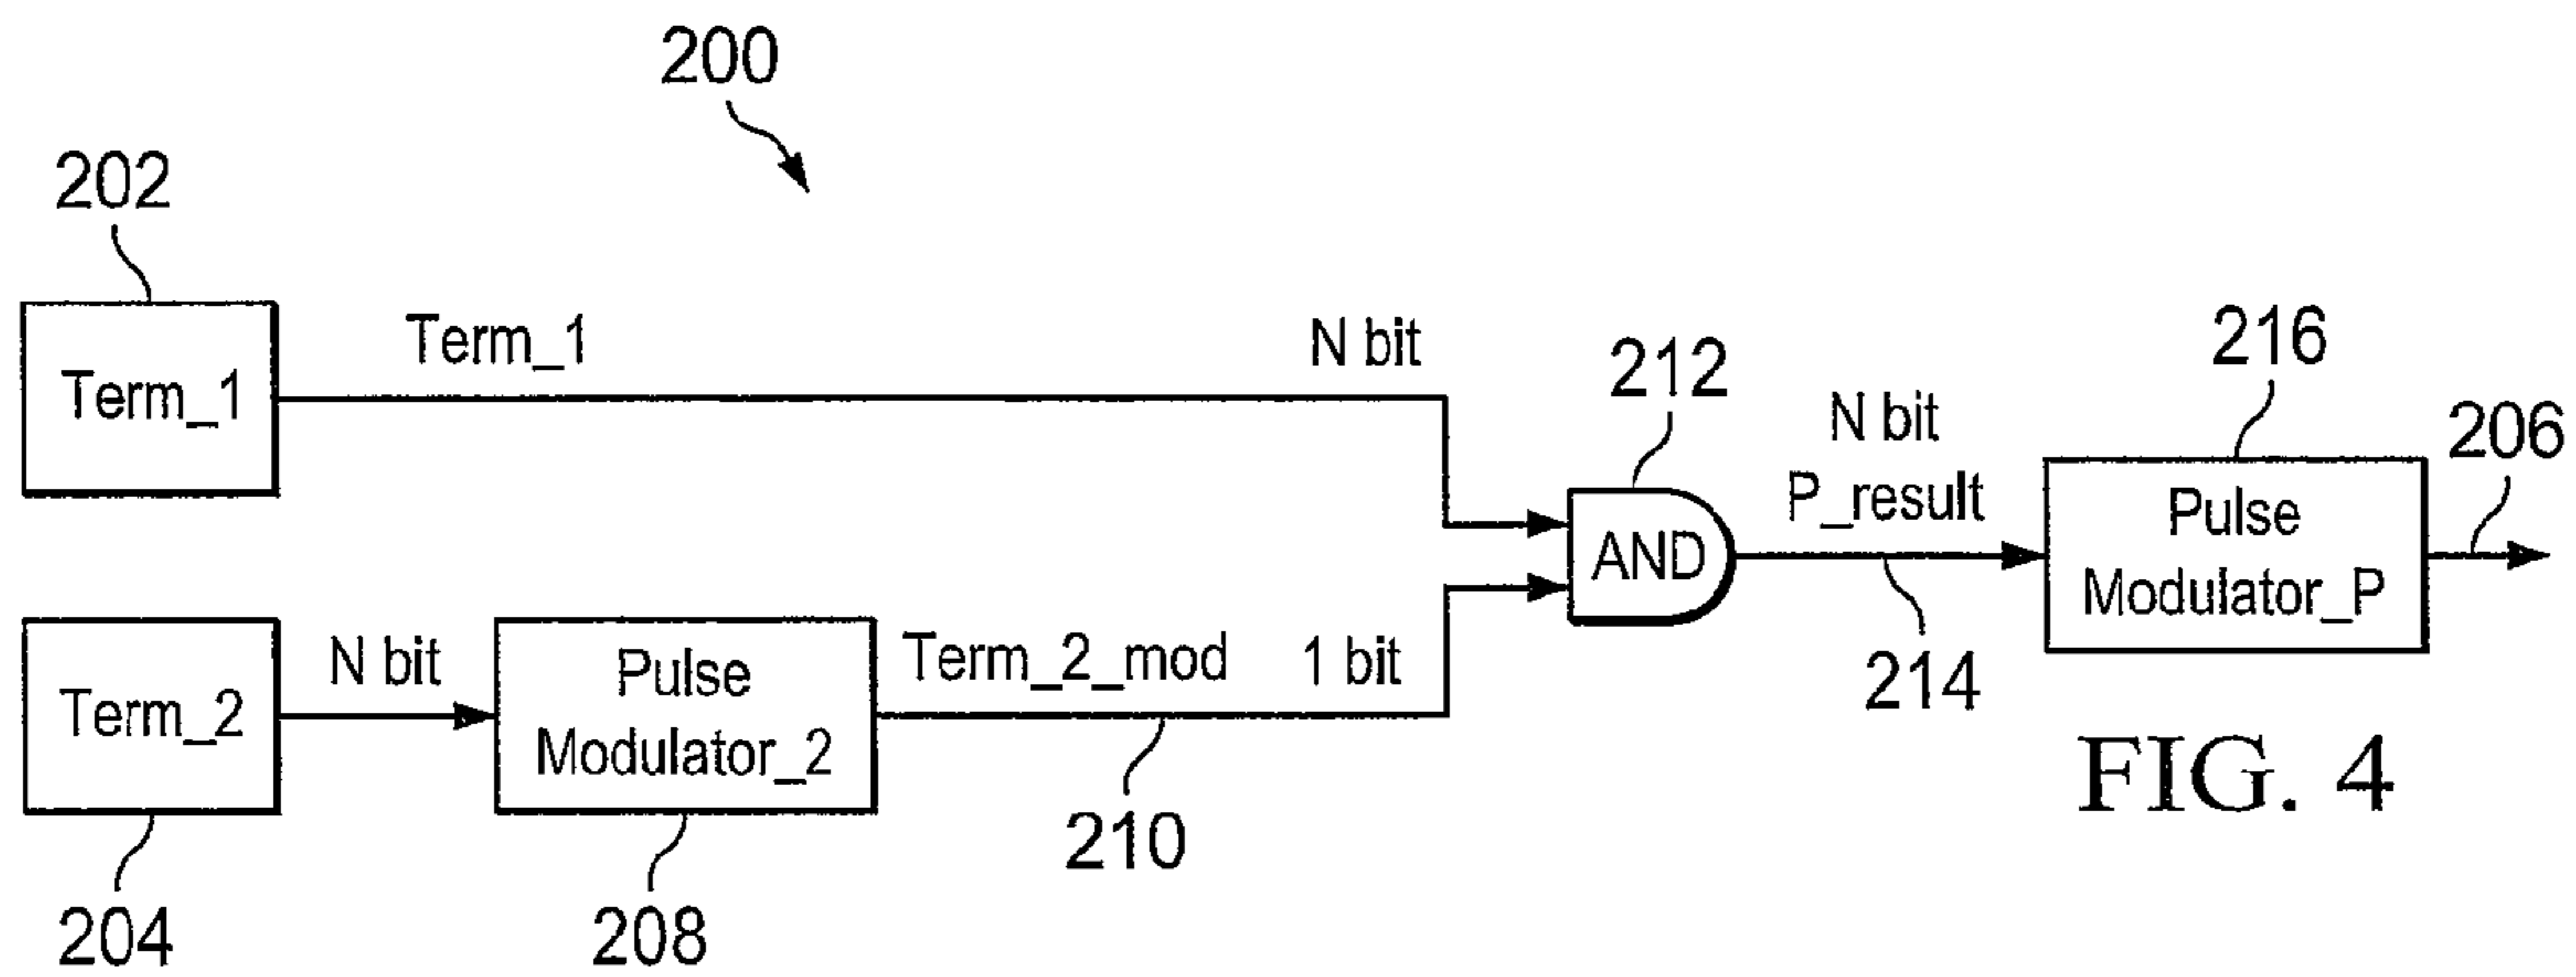 200
202
Term_1
Term_1
N bit
212
AND
N bit
P_result
214
216
Pulse
Modulator_P
206
Term_2
204
N bit
Pulse
Modulator_2
208
Term_2_mod
1 bit
210
FIG. 4